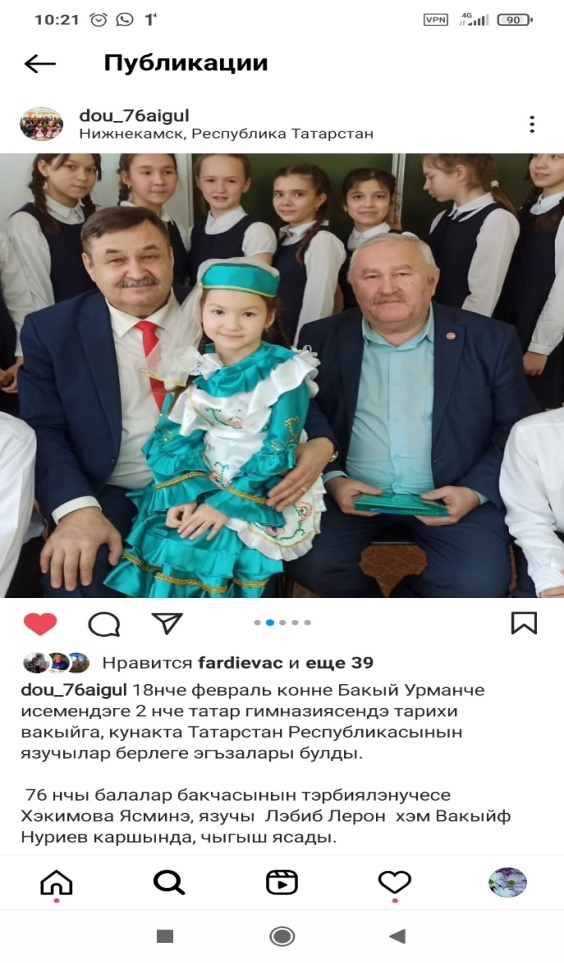 10:21
VPN
4G
90
Публикации
dou_76aigul
Нижнекамск, Республика Татарстан
Нравится fardievac и еще 39
dou_76aigul 18нче февраль конне Бакый Урманче
исемендэге 2 нче татар гимназиясендэ тарихи
вакыйга, кунакта Татарстан Республикасынын
язучылар берлеге эгъзалары булды.
76 нчы балалар бакчасынын тэрбиялэнучесе
Хэкимова Ясминэ, язучы Лэбиб Лерон хэм Вакыйф
Нуриев каршында, чыгыш ясады.